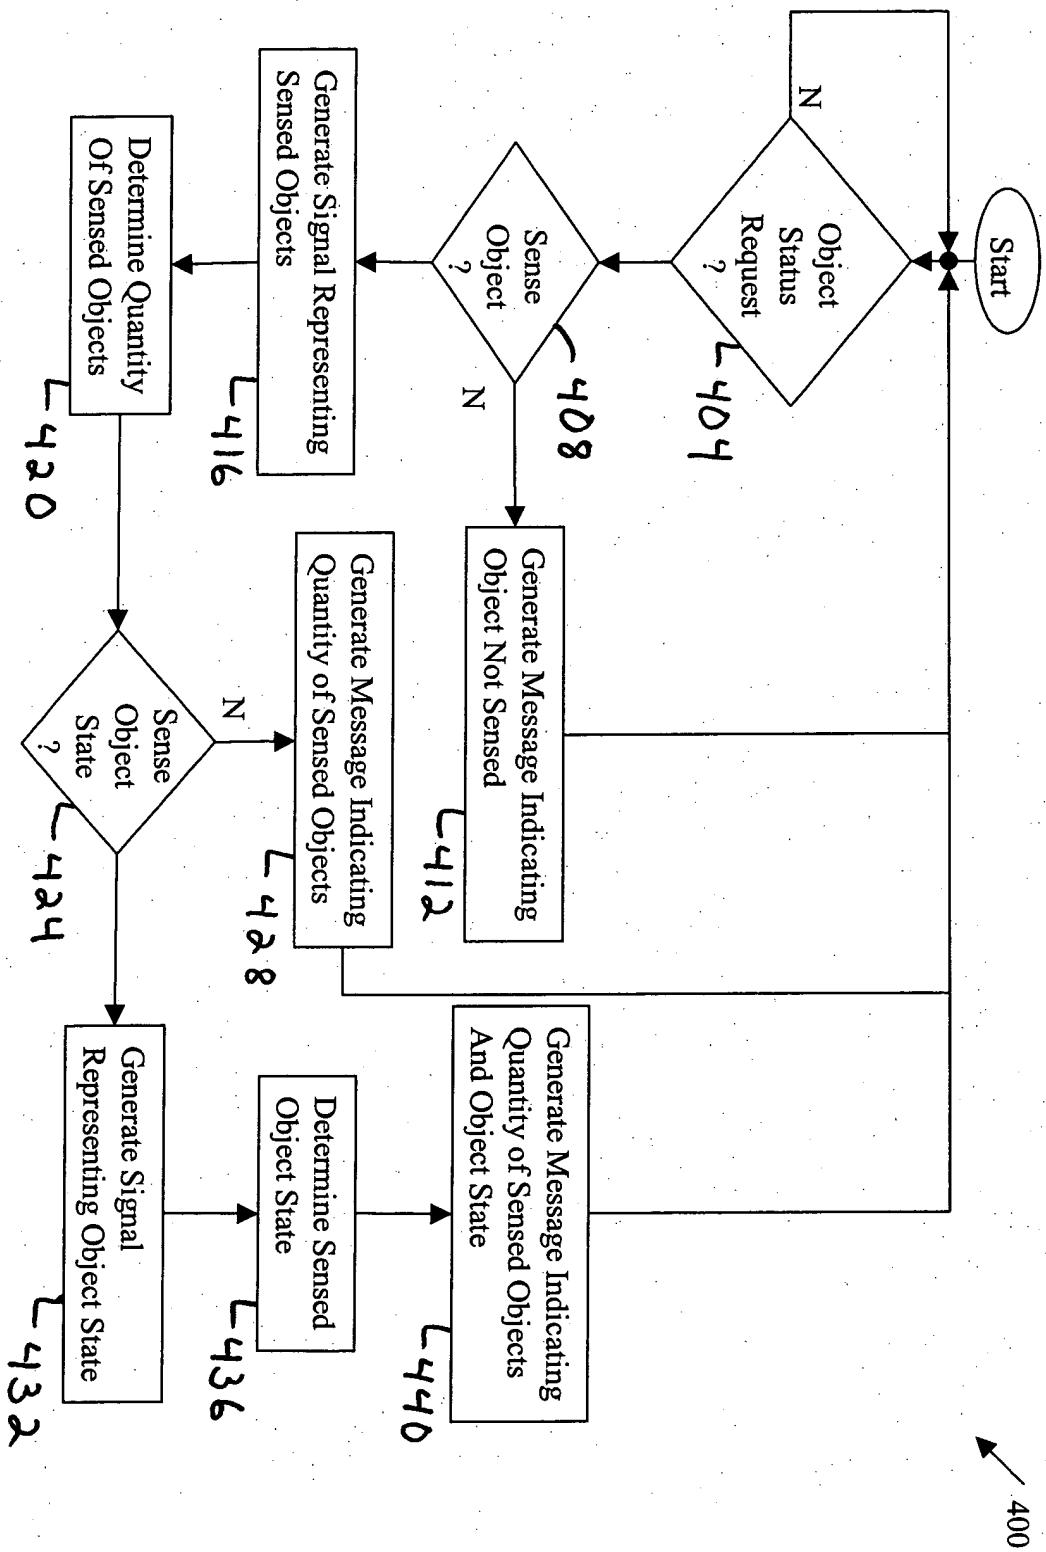 400
Start
Object
Status
Request
?
404
N
Sense
Object
?
408
N
Generate Message Indicating
Object Not Sensed
412
Generate Signal Representing
Sensed Objects
416
Determine Quantity
Of Sensed Objects
420
Sense
Object
State
?
424
N
Generate Message Indicating
Quantity of Sensed Objects
428
Generate Signal
Representing Object State
432
Determine Sensed
Object State
436
Generate Message Indicating
Quantity of Sensed Objects
And Object State
440